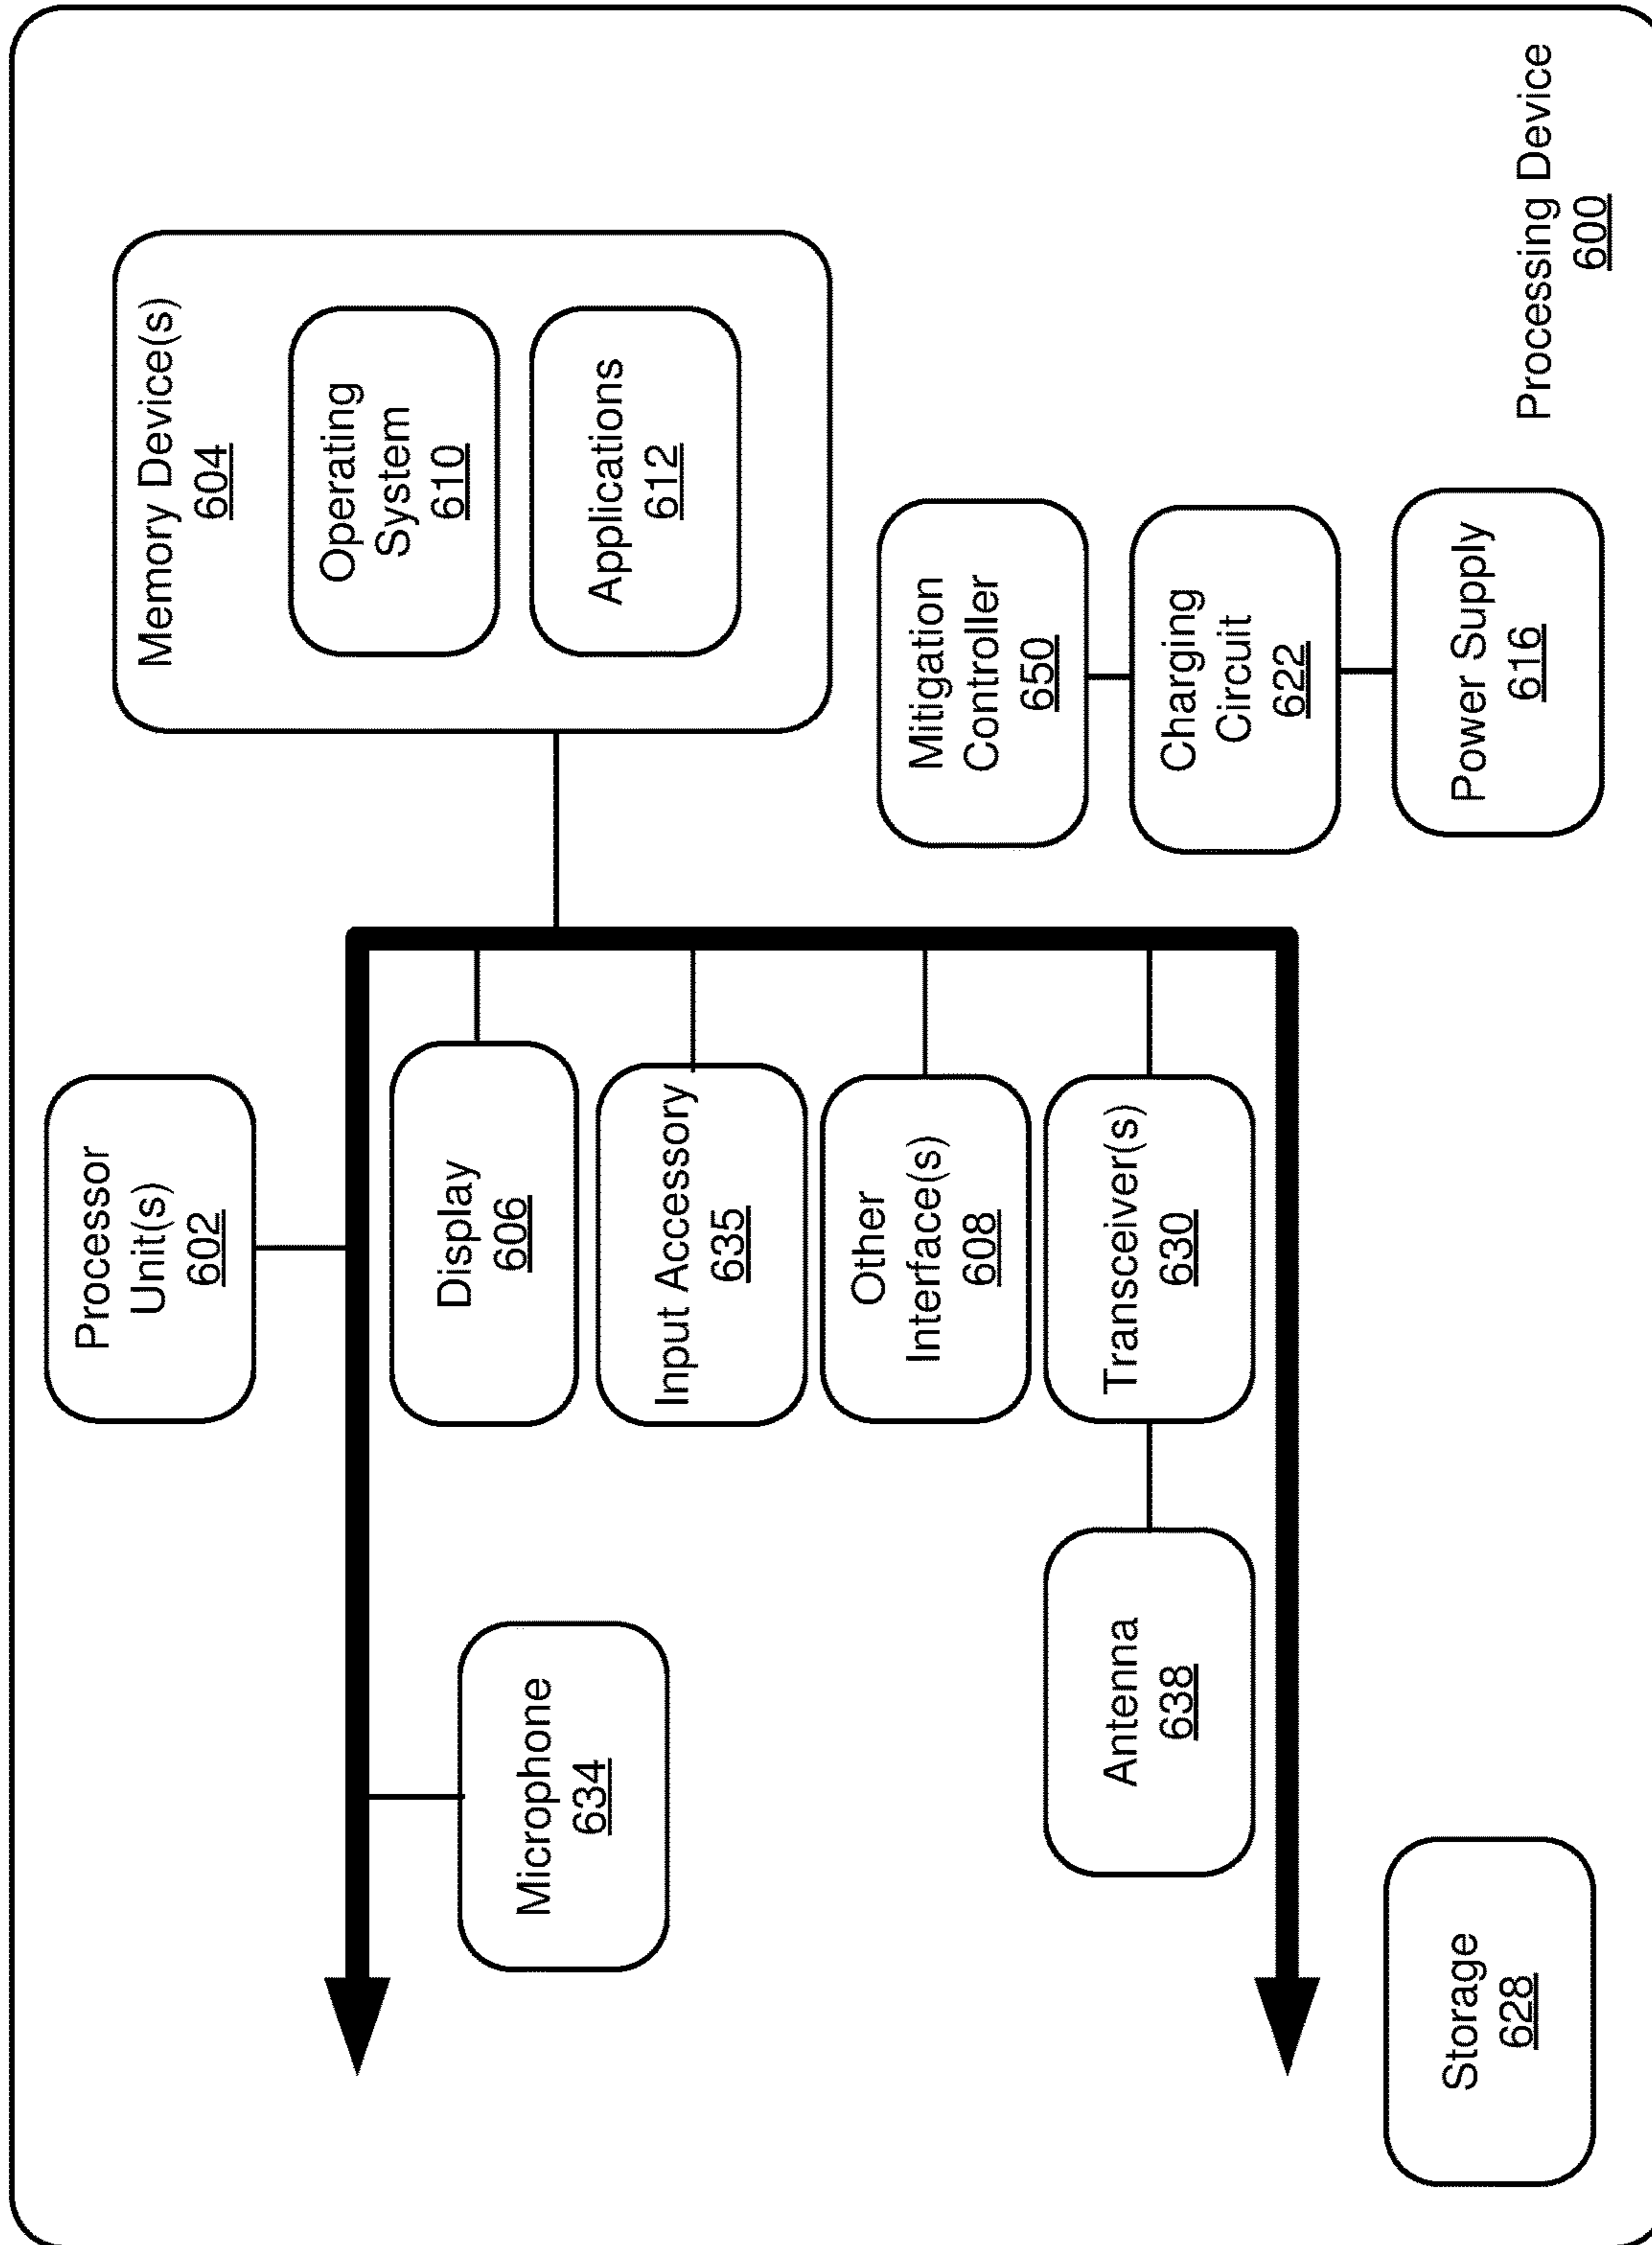 Processor
Unit(s)
602
Memory Device(s)
604
Operating
System
610
Applications
612
Display
606
Microphone
634
Input Accessory
635
Other
Interface(s)
608
Transceiver(s)
630
Antenna
638
Mitigation
Controller
650
Charging
Circuit
622
Power Supply
616
Storage
628
Processing Device
600